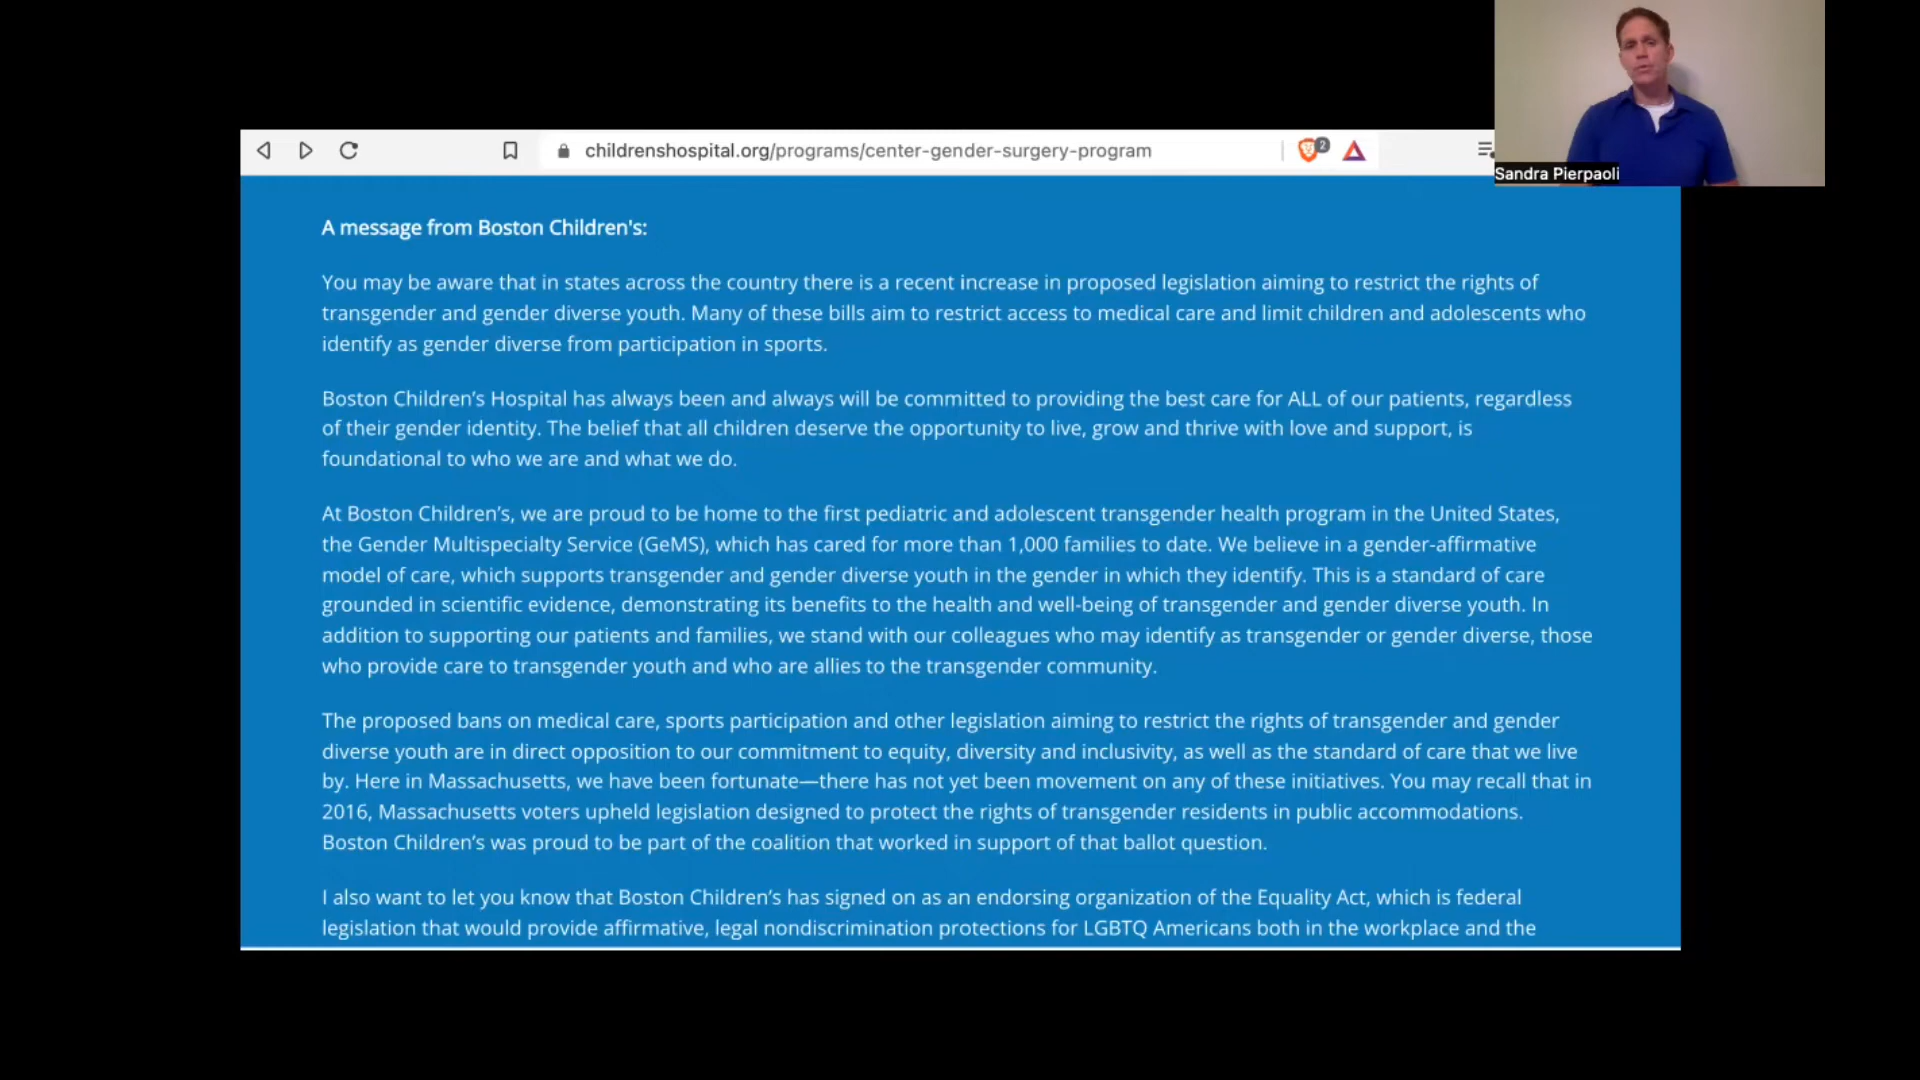 childrenshospital.org/programs/center-gender-surgery-program
2
Sandra Pierpaoli
A message from Boston Children's:
You may be aware that in states across the country there is a recent increase in proposed legislation aiming to restrict the rights of
transgender and gender diverse youth. Many of these bills aim to restrict access to medical care and limit children and adolescents who
identify as gender diverse from participation in sports.
Boston Children’s Hospital has always been and always will be committed to providing the best care for ALL of our patients, regardless
of their gender identity. The belief that all children deserve the opportunity to live, grow and thrive with love and support, is
foundational to who we are and what we do.
At Boston Children’s, we are proud to be home to the first pediatric and adolescent transgender health program in the United States,
the Gender Multispecialty Service (GeMS), which has cared for more than 1,000 families to date. We believe in a gender-affirmative
model of care, which supports transgender and gender diverse youth in the gender in which they identify. This is a standard of care
grounded in scientific evidence, demonstrating its benefits to the health and well-being of transgender and gender diverse youth. In
addition to supporting our patients and families, we stand with our colleagues who may identify as transgender or gender diverse, those
who provide care to transgender youth and who are allies to the transgender community.
The proposed bans on medical care, sports participation and other legislation aiming to restrict the rights of transgender and gender
diverse youth are in direct opposition to our commitment to equity, diversity and inclusivity, as well as the standard of care that we live
by. Here in Massachusetts, we have been fortunate—there has not yet been movement on any of these initiatives. You may recall that in
2016, Massachusetts voters upheld legislation designed to protect the rights of transgender residents in public accommodations.
Boston Children’s was proud to be part of the coalition that worked in support of that ballot question.
I also want to let you know that Boston Children’s has signed on as an endorsing organization of the Equality Act, which is federal
legislation that would provide affirmative, legal nondiscrimination protections for LGBTQ Americans both in the workplace and the